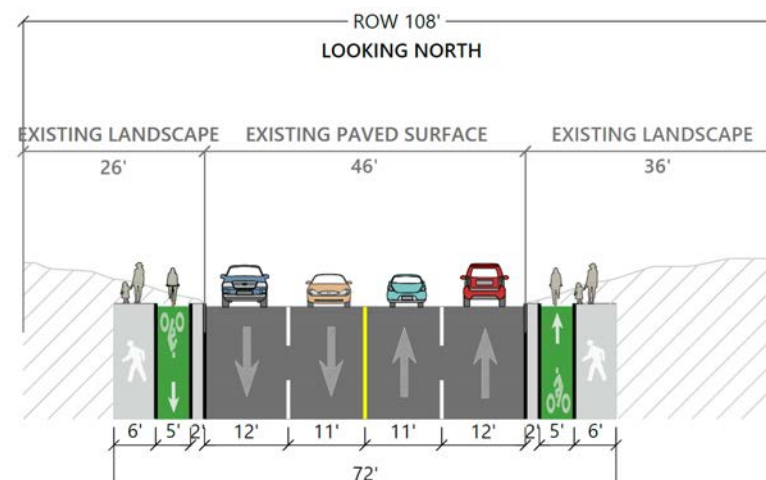 ROW 108'
LOOKING NORTH
EXISTING LANDSCAPE EXISTING PAVED SURFACE EXISTING LANDSCAPE
26' 46' 36'
6' 5' 2' 12' 11' 11' 12' 2' 5' 6'
72'